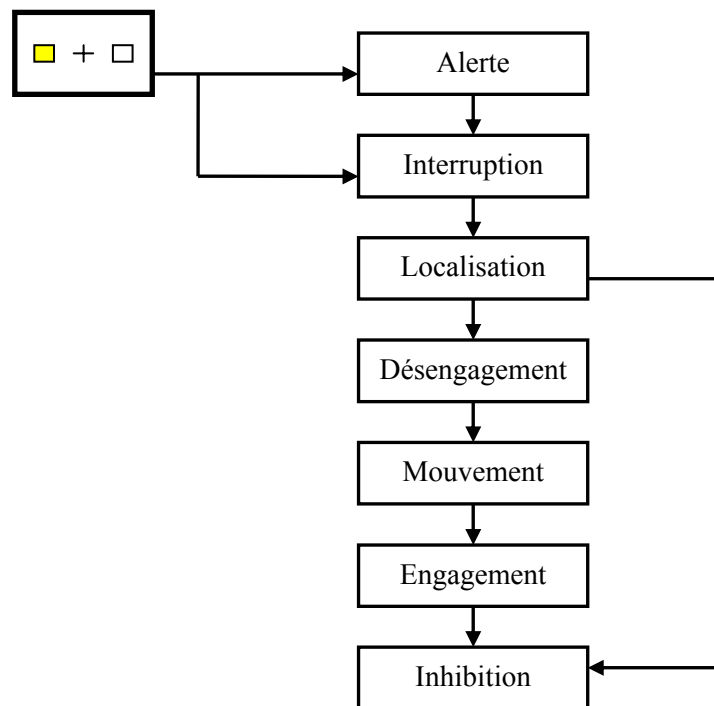 Alerte
Interruption
Localisation
Désengagement
Mouvement
Engagement
Inhibition